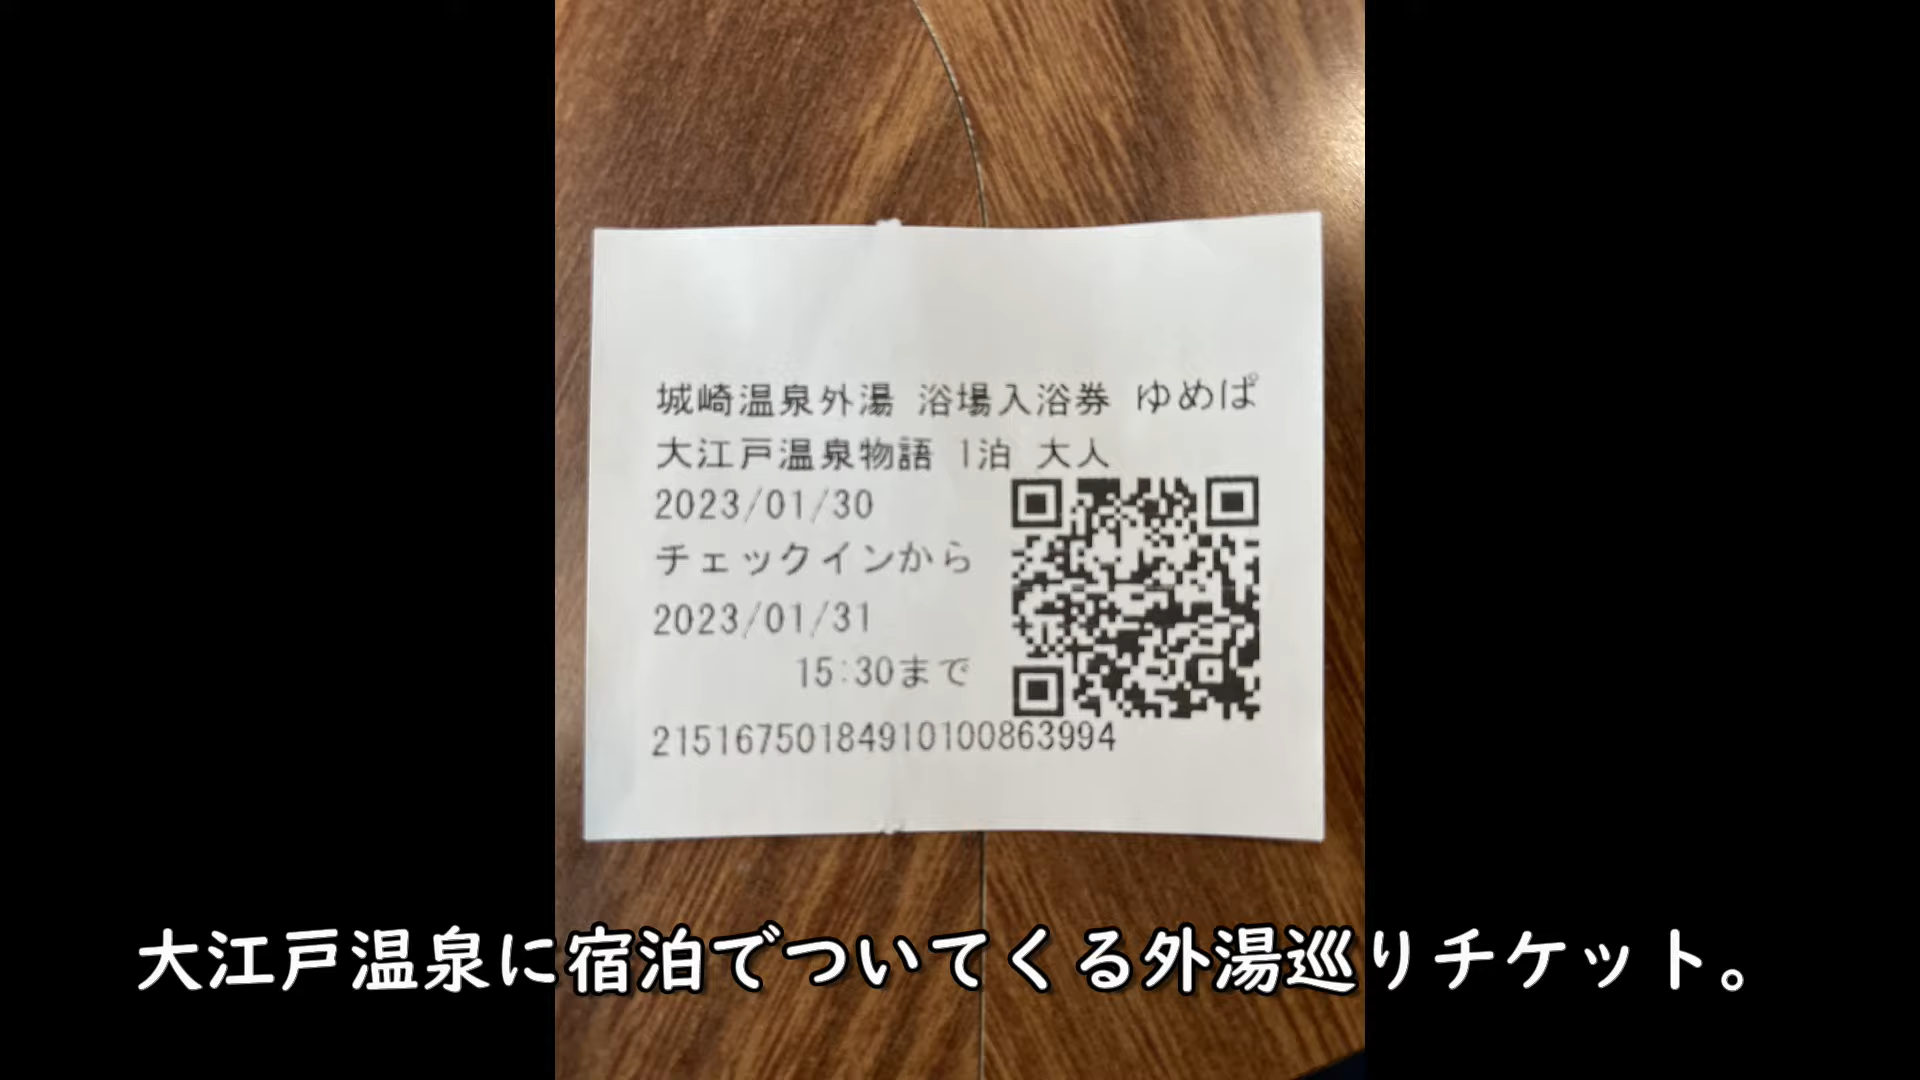 城崎温泉外湯 浴場入浴券 ゆめぱ
大江戸温泉物語 1泊 大人
2023/01/30
チェックインから
2023/01/31
15:30まで
21516750184910100863994
大江戸温泉に宿泊でついてくる外湯巡りチケット。